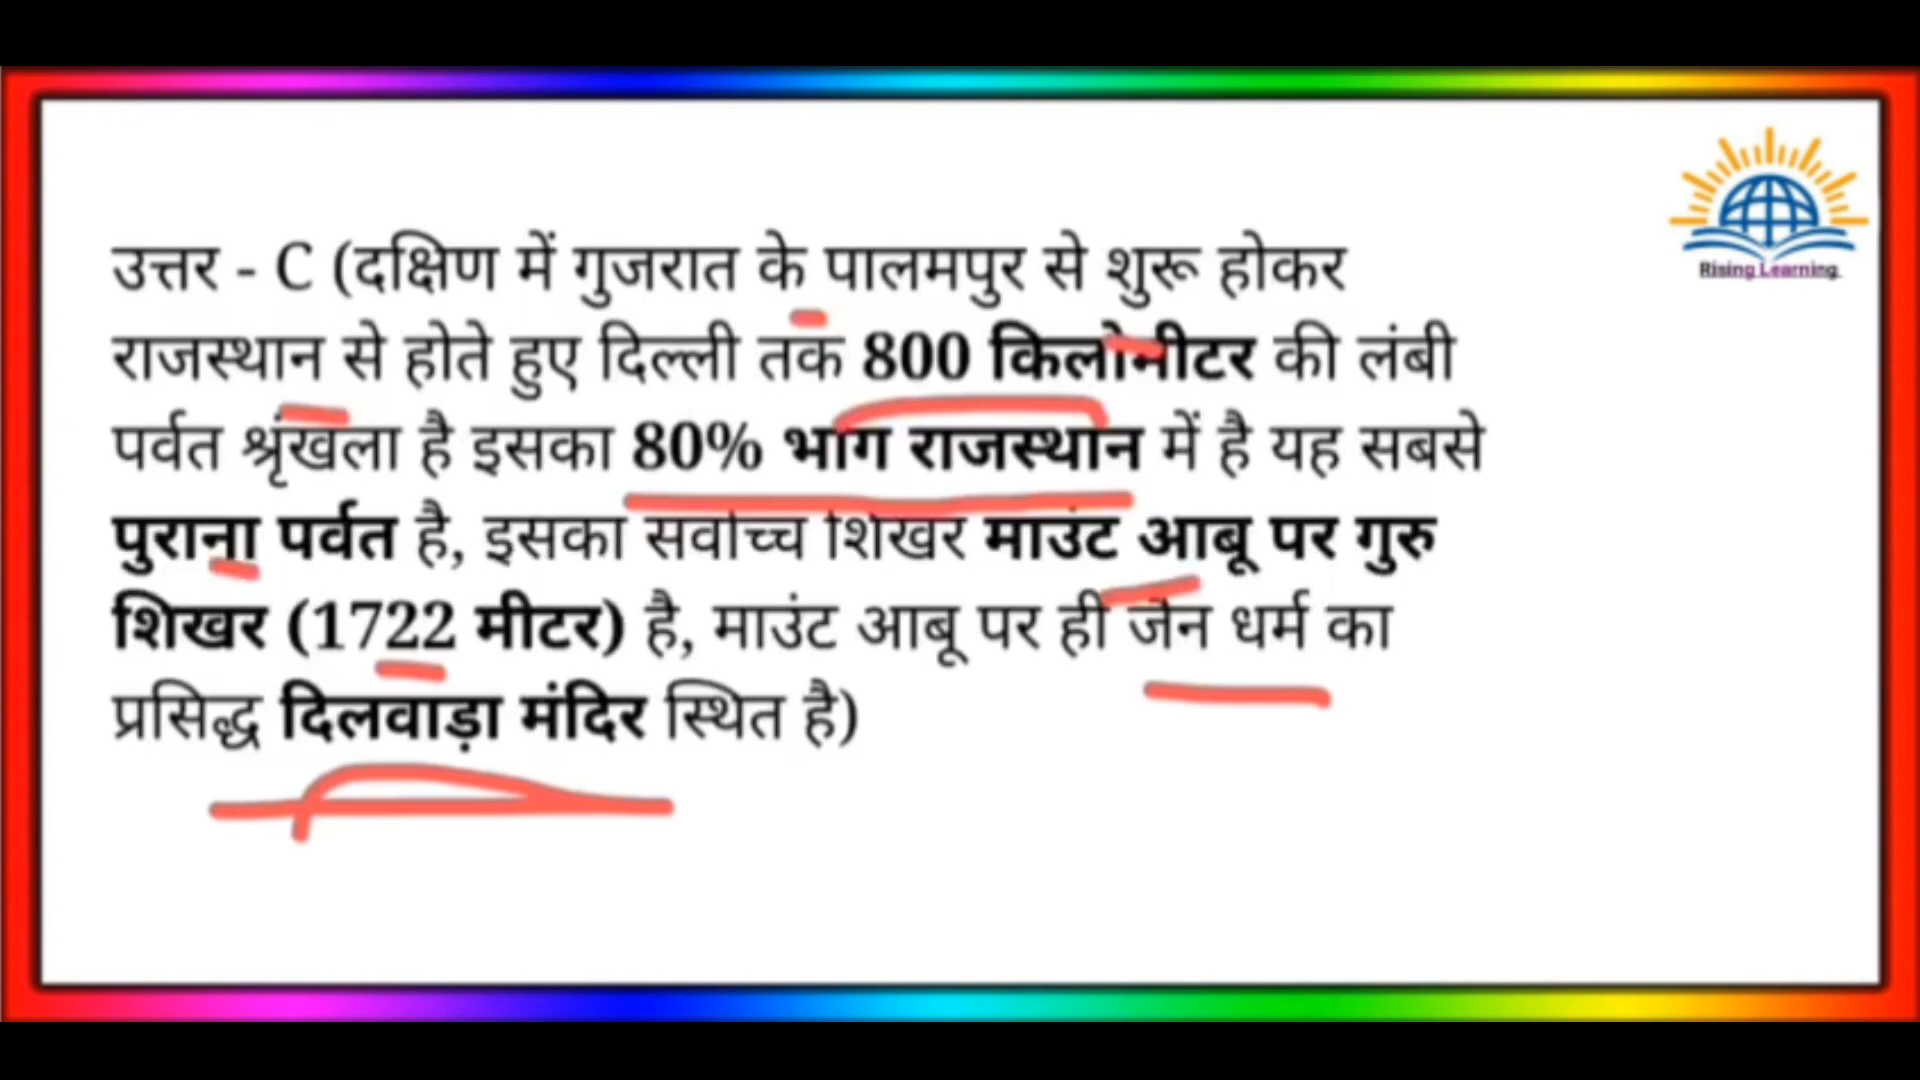 Rising Learning
उत्तर - C (दक्षिण में गुजरात के पालमपुर से शुरू होकर
राजस्थान से होते हुए दिल्ली तक 800 किलोमीटर की लंबी
पर्वत श्रृंखला है इसका 80% भाग राजस्थान में है यह सबसे
पुराना पर्वत है, इसका सर्वोच्च शिखर माउंट आबू पर गुरु
शिखर (1722 मीटर) है, माउंट आबू पर ही जैन धर्म का
प्रसिद्ध दिलवाड़ा मंदिर स्थित है)